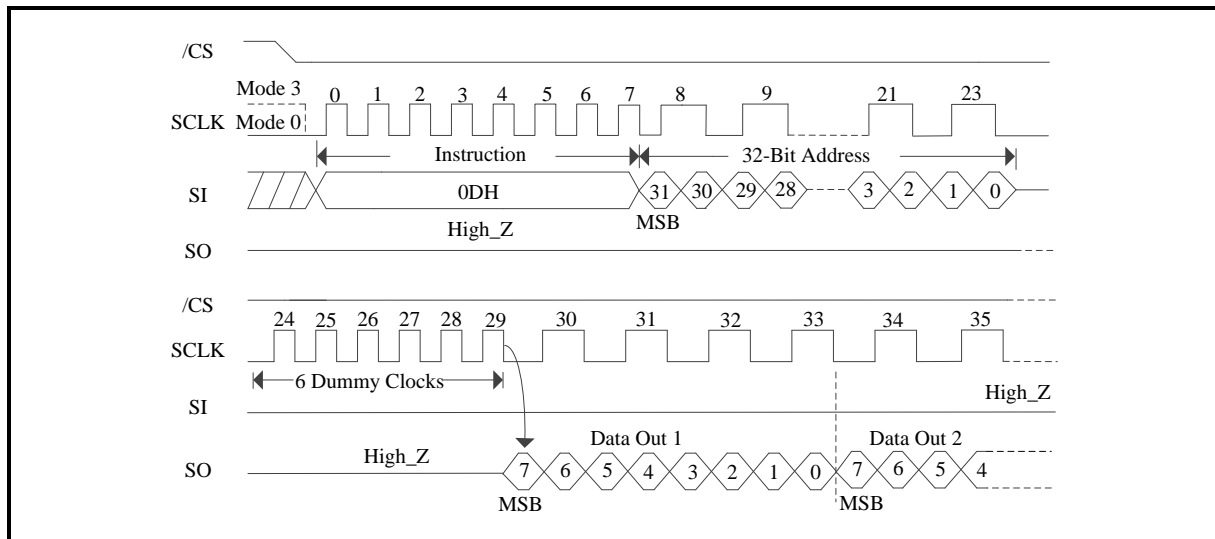 /CS
Mode 3
0 1 2 3 4 5 6 7 8 9 21 23
SCLK Mode 0
Instruction 32-Bit Address
SI 0DH 31 30 29 28 3 2 1 0
MSB
High_Z
SO
/CS
24 25 26 27 28 29 30 31 32 33 34 35
SCLK
6 Dummy Clocks
High_Z
SI
Data Out 1 Data Out 2
High_Z
SO 7 6 5 4 3 2 1 0 7 6 5 4
MSB MSB